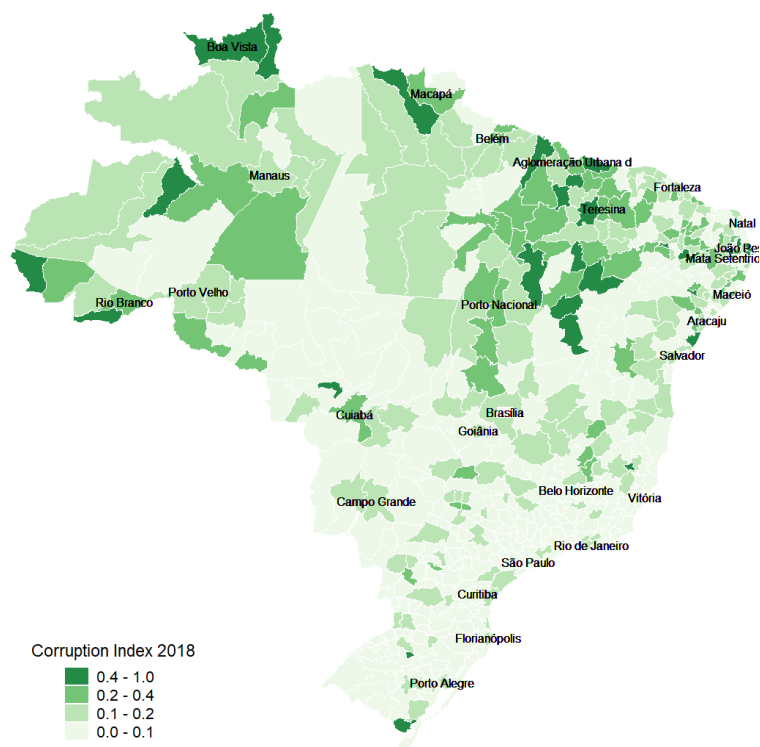 Boa Vista
Macapá
Belém
Aglomeração Urbana d
Manaus
Fortaleza
Teresina
Natal
João Pes
Mata Setentrio
Porto Velho
Maceió
Rio Branco
Porto Nacional
Aracaju
Salvador
Cuiabá
Brasília
Goiânia
Belo Horizonte
Campo Grande
Vitória
Rio de Janeiro
São Paulo
Curitiba
Florianópolis
Corruption Index 2018
0.4 - 1.0
Porto Alegre
0.2 - 0.4
0.1 - 0.2
0.0 - 0.1